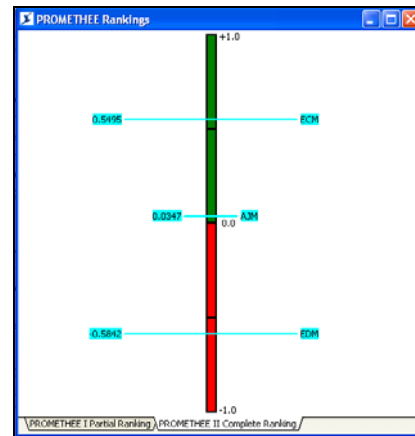 PROMETHEE Rankings
+1.0
0.5495 ECM
0.0347 AJM
0.0
-0.5842 EDM
-1.0
PROMETHEE I Partial Ranking PROMETHEE II Complete Ranking